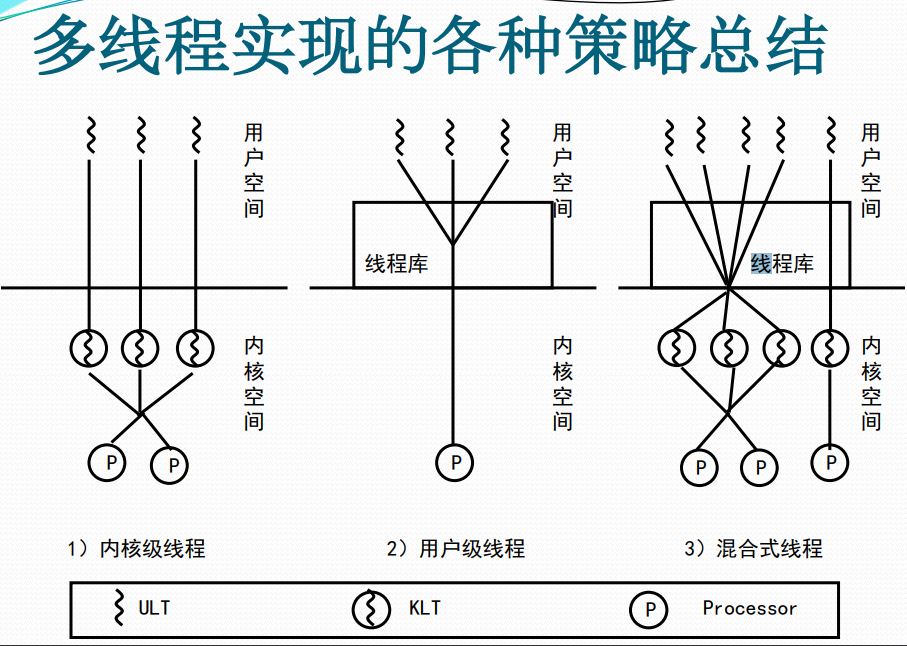 多线程实现的各种策略总结
用户空间
用户空间
用户空间
线程库
线程库
内核空间
内核空间
内核空间
P
P
P
P
P
P
1）内核级线程
2）用户级线程
3）混合式线程
ULT
KLT
P
Processor